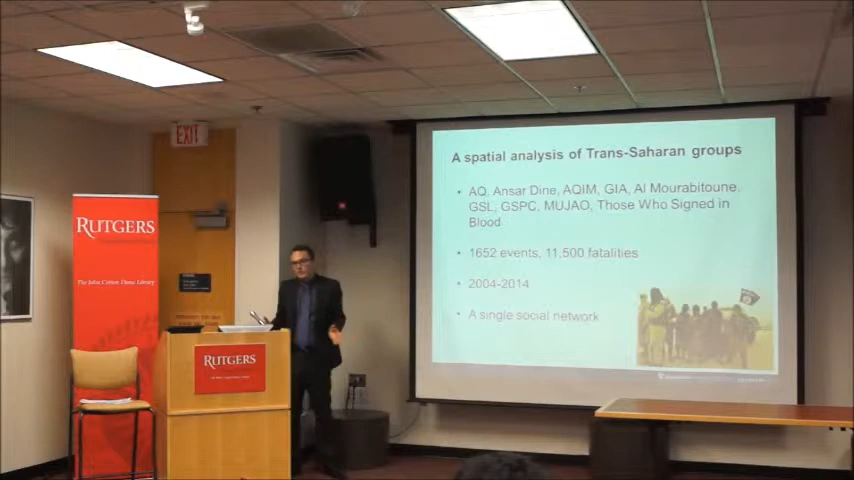 EXIT
RUTGERS
The John Cotton Dana Library
RUTGERS
A spatial analysis of Trans-Saharan groups
• AQ, Ansar Dine, AQIM, GIA, Al Mourabitoune,
GSL, GSPC, MUJAO, Those Who Signed in
Blood
• 1652 events, 11,500 fatalities
• 2004-2014
• A single social network